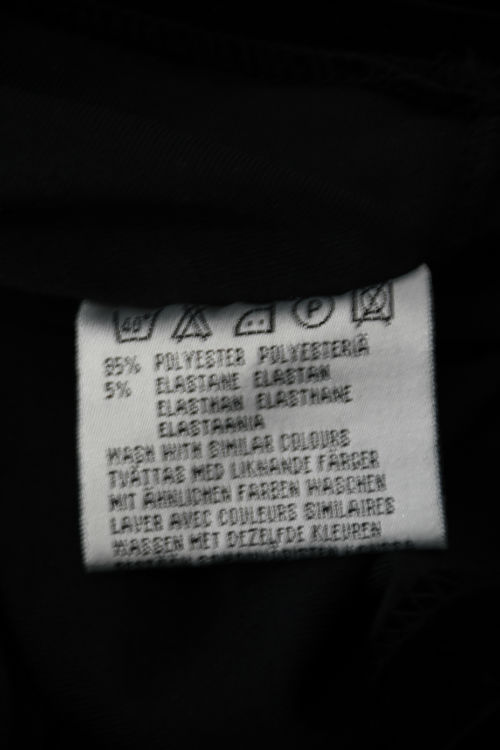 40° P
95% POLYESTER POLYESTERIÄ
5% ELASTANE ELASTAN
ELASTHAN ELASTHANE
ELASTAANIA
WASH WITH SIMILAR COLOURS
TVÄTTAS MED LIKNANDE FÄRGER
MIT ÄHNLICHEN FARBEN WASCHEN
LAVER AVEC COULEURS SIMILAIRES
WASSEN MET DEZELFDE KLEUREN